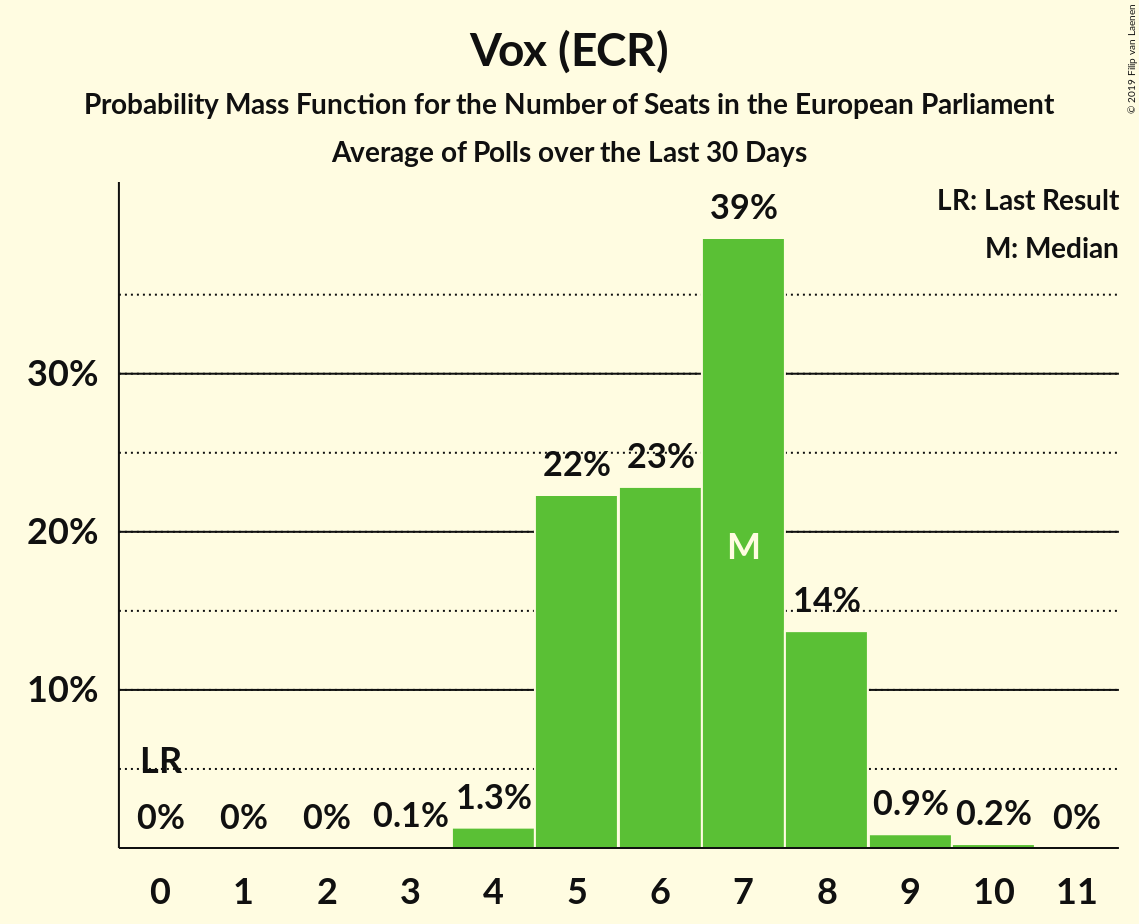 Vox (ECR)
Probability Mass Function for the Number of Seats in the European Parliament
Average of Polls over the Last 30 Days
© 2019 Filip van Laenen
LR: Last Result
M: Median
39%
30%
22%
23%
20%
M
14%
10%
LR
0%
0%
0%
0.1%
1.3%
0.9%
0.2%
0%
0 1 2 3 4 5 6 7 8 9 10 11